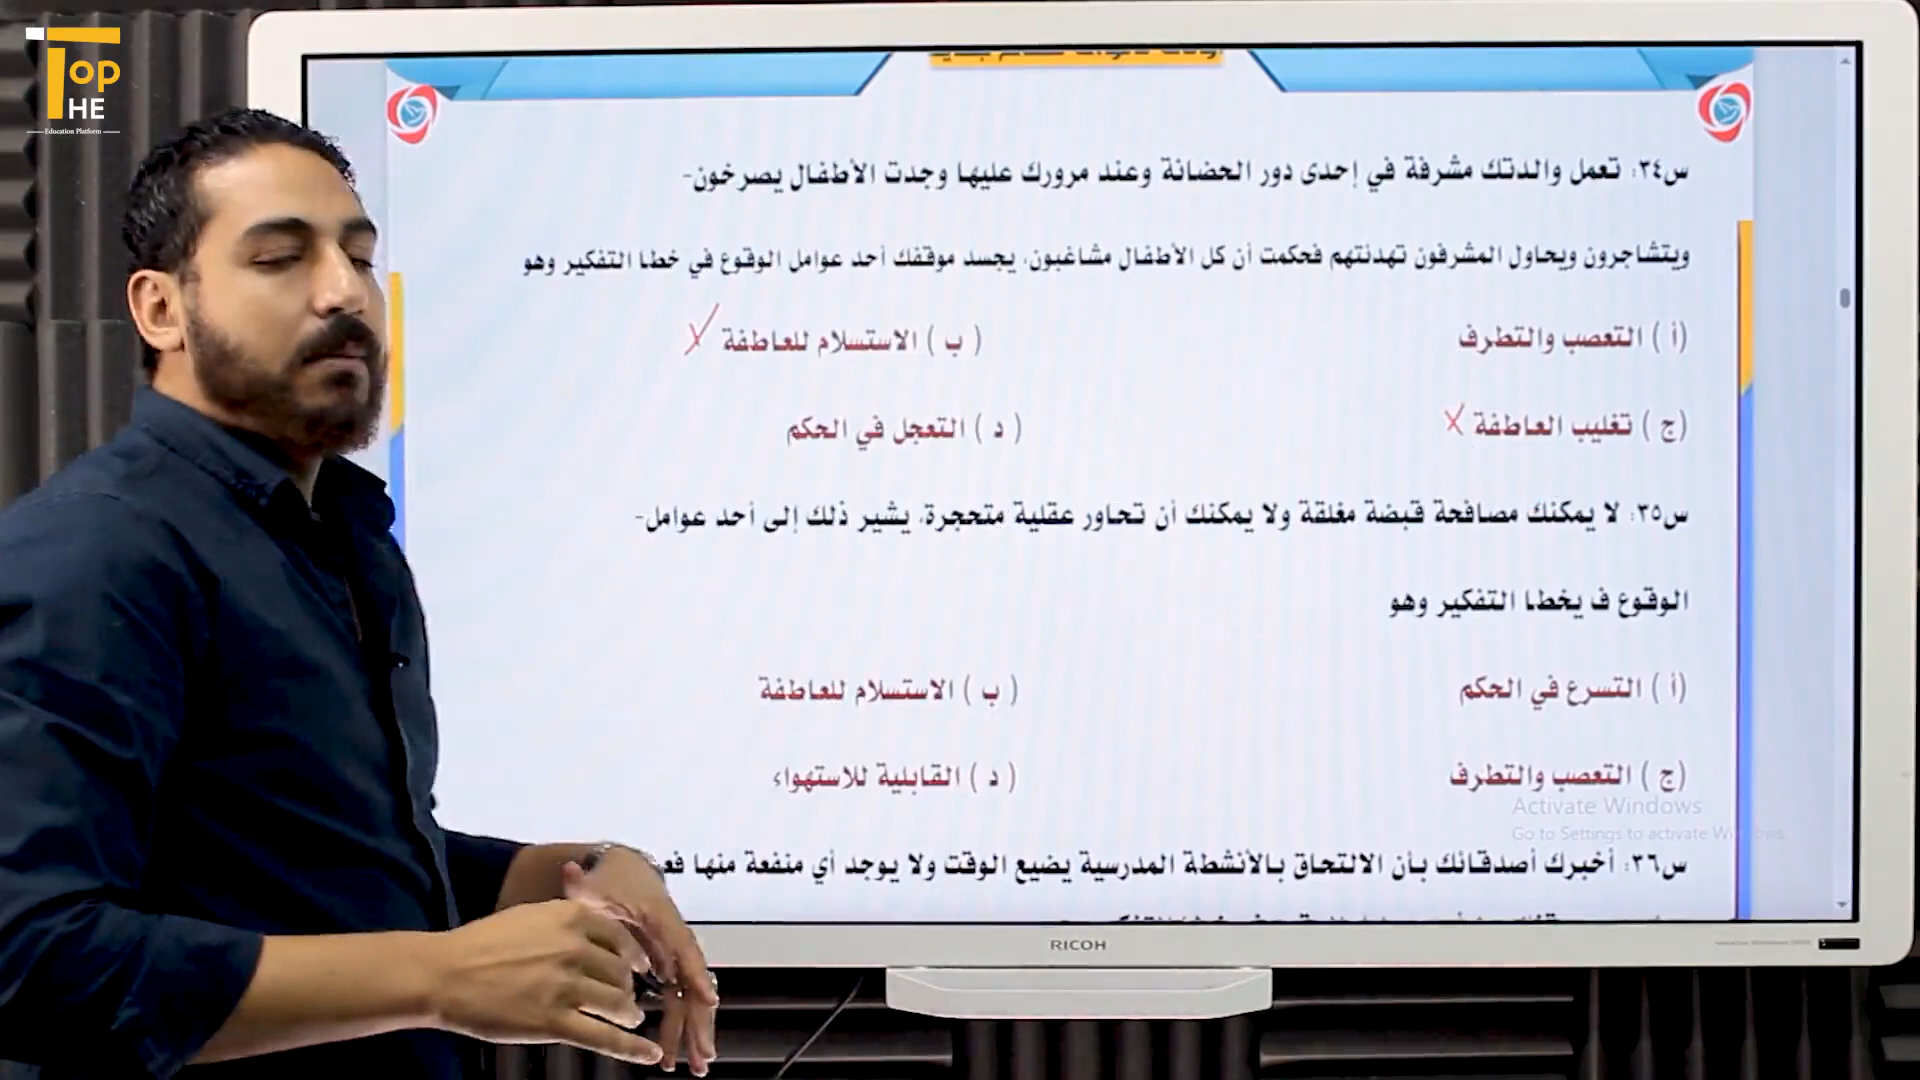 TOP
THE
Education Platform
س٣٤: تعمل والدتك مشرفة في إحدى دور الحضانة وعند مرورك عليها وجدت الأطفال يصرخون-
ويتشاجرون ويحاول المشرفون تهدئتهم فحكمت أن كل الأطفال مشاغبون، يجسد موقفك أحد عوامل الوقوع في خطا التفكير وهو
(أ) التعصب والتطرف
(ب) الاستسلام للعاطفة
(ج) تغليب العاطفة
(د) التعجل في الحكم
س٣٥: لا يمكنك مصافحة قبضة مغلقة ولا يمكنك أن تحاور عقلية متحجرة، يشير ذلك إلى أحد عوامل-
الوقوع ف يخطا التفكير وهو
(أ) التسرع في الحكم
(ب) الاستسلام للعاطفة
(ج) التعصب والتطرف
(د) القابلية للاستهواء
Activate Windows
Go to Settings to activate Windows
س٣٦: أخبرك أصدقائك بأن الالتحاق بالأنشطة المدرسية يضيع الوقت ولا يوجد أي منفعة منها
RICOH